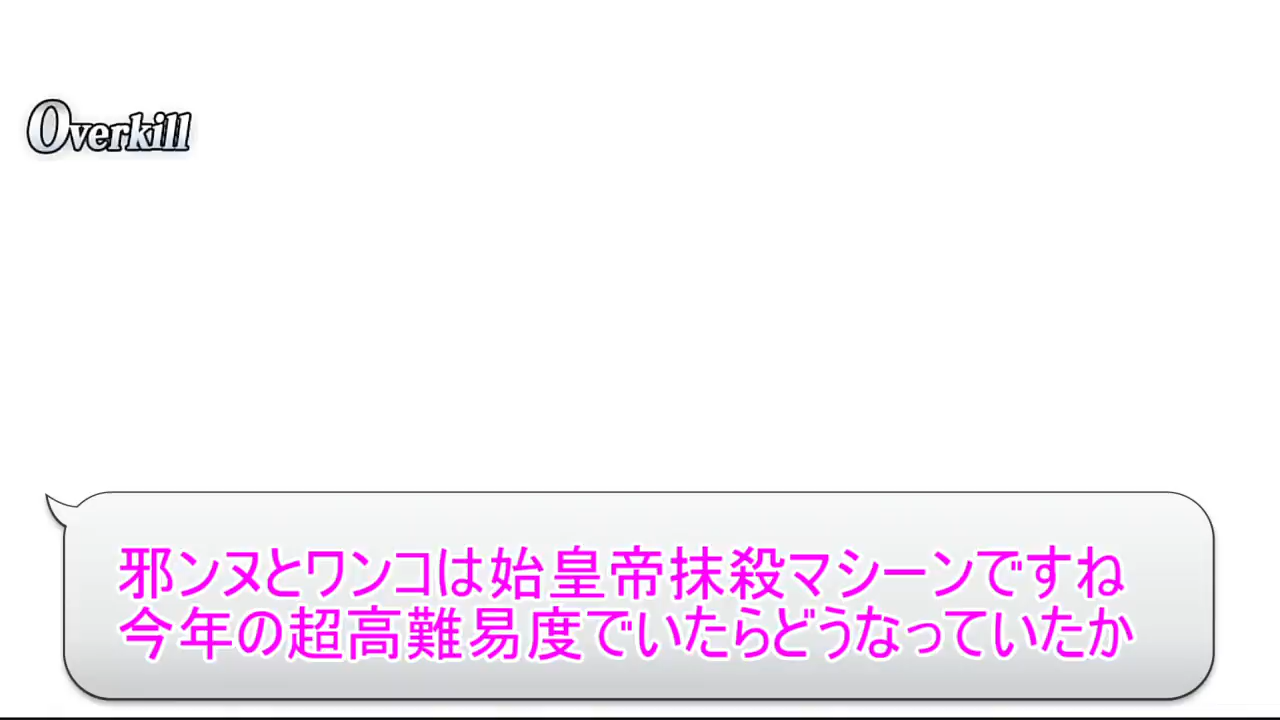 Overkill
邪ンヌとワンコは始皇帝抹殺マシーンですね
今年の超高難易度でいたらどうなっていたか